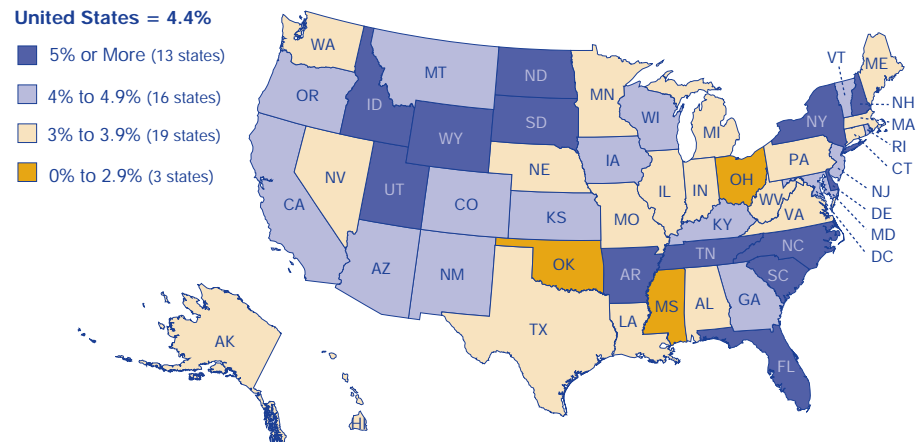 United States = 4.4%
5% or More (13 states)
4% to 4.9% (16 states)
3% to 3.9% (19 states)
0% to 2.9% (3 states)
WA
MT
ND
MN
VT
ME
OR
ID
SD
WI
MI
NY
NH
MA
RI
CT
WY
NE
IA
PA
NJ
NV
UT
IL
IN
OH
DE
CA
CO
KS
MO
WV
VA
MD
KY
DC
AZ
NM
OK
AR
TN
NC
SC
MS
AL
GA
TX
LA
AK
FL
HI